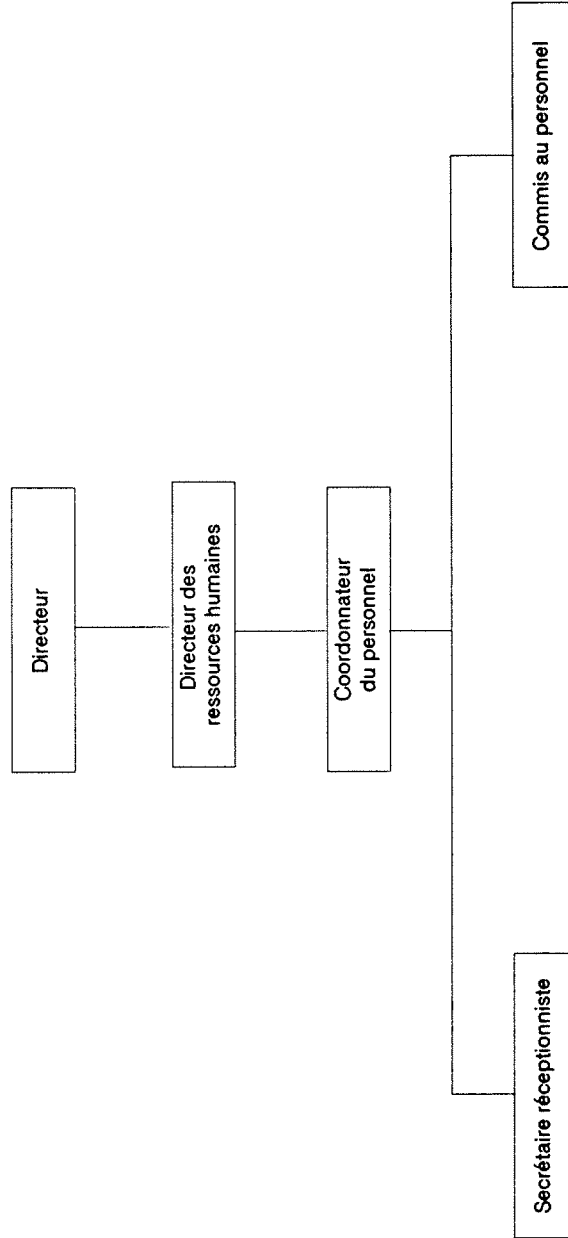 Directeur
Directeur des
ressources humaines
Coordonnateur
du personnel
Secrétaire réceptionniste
Commis au personnel